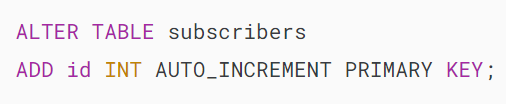 ALTER TABLE subscribers
ADD id INT AUTO_INCREMENT PRIMARY KEY;